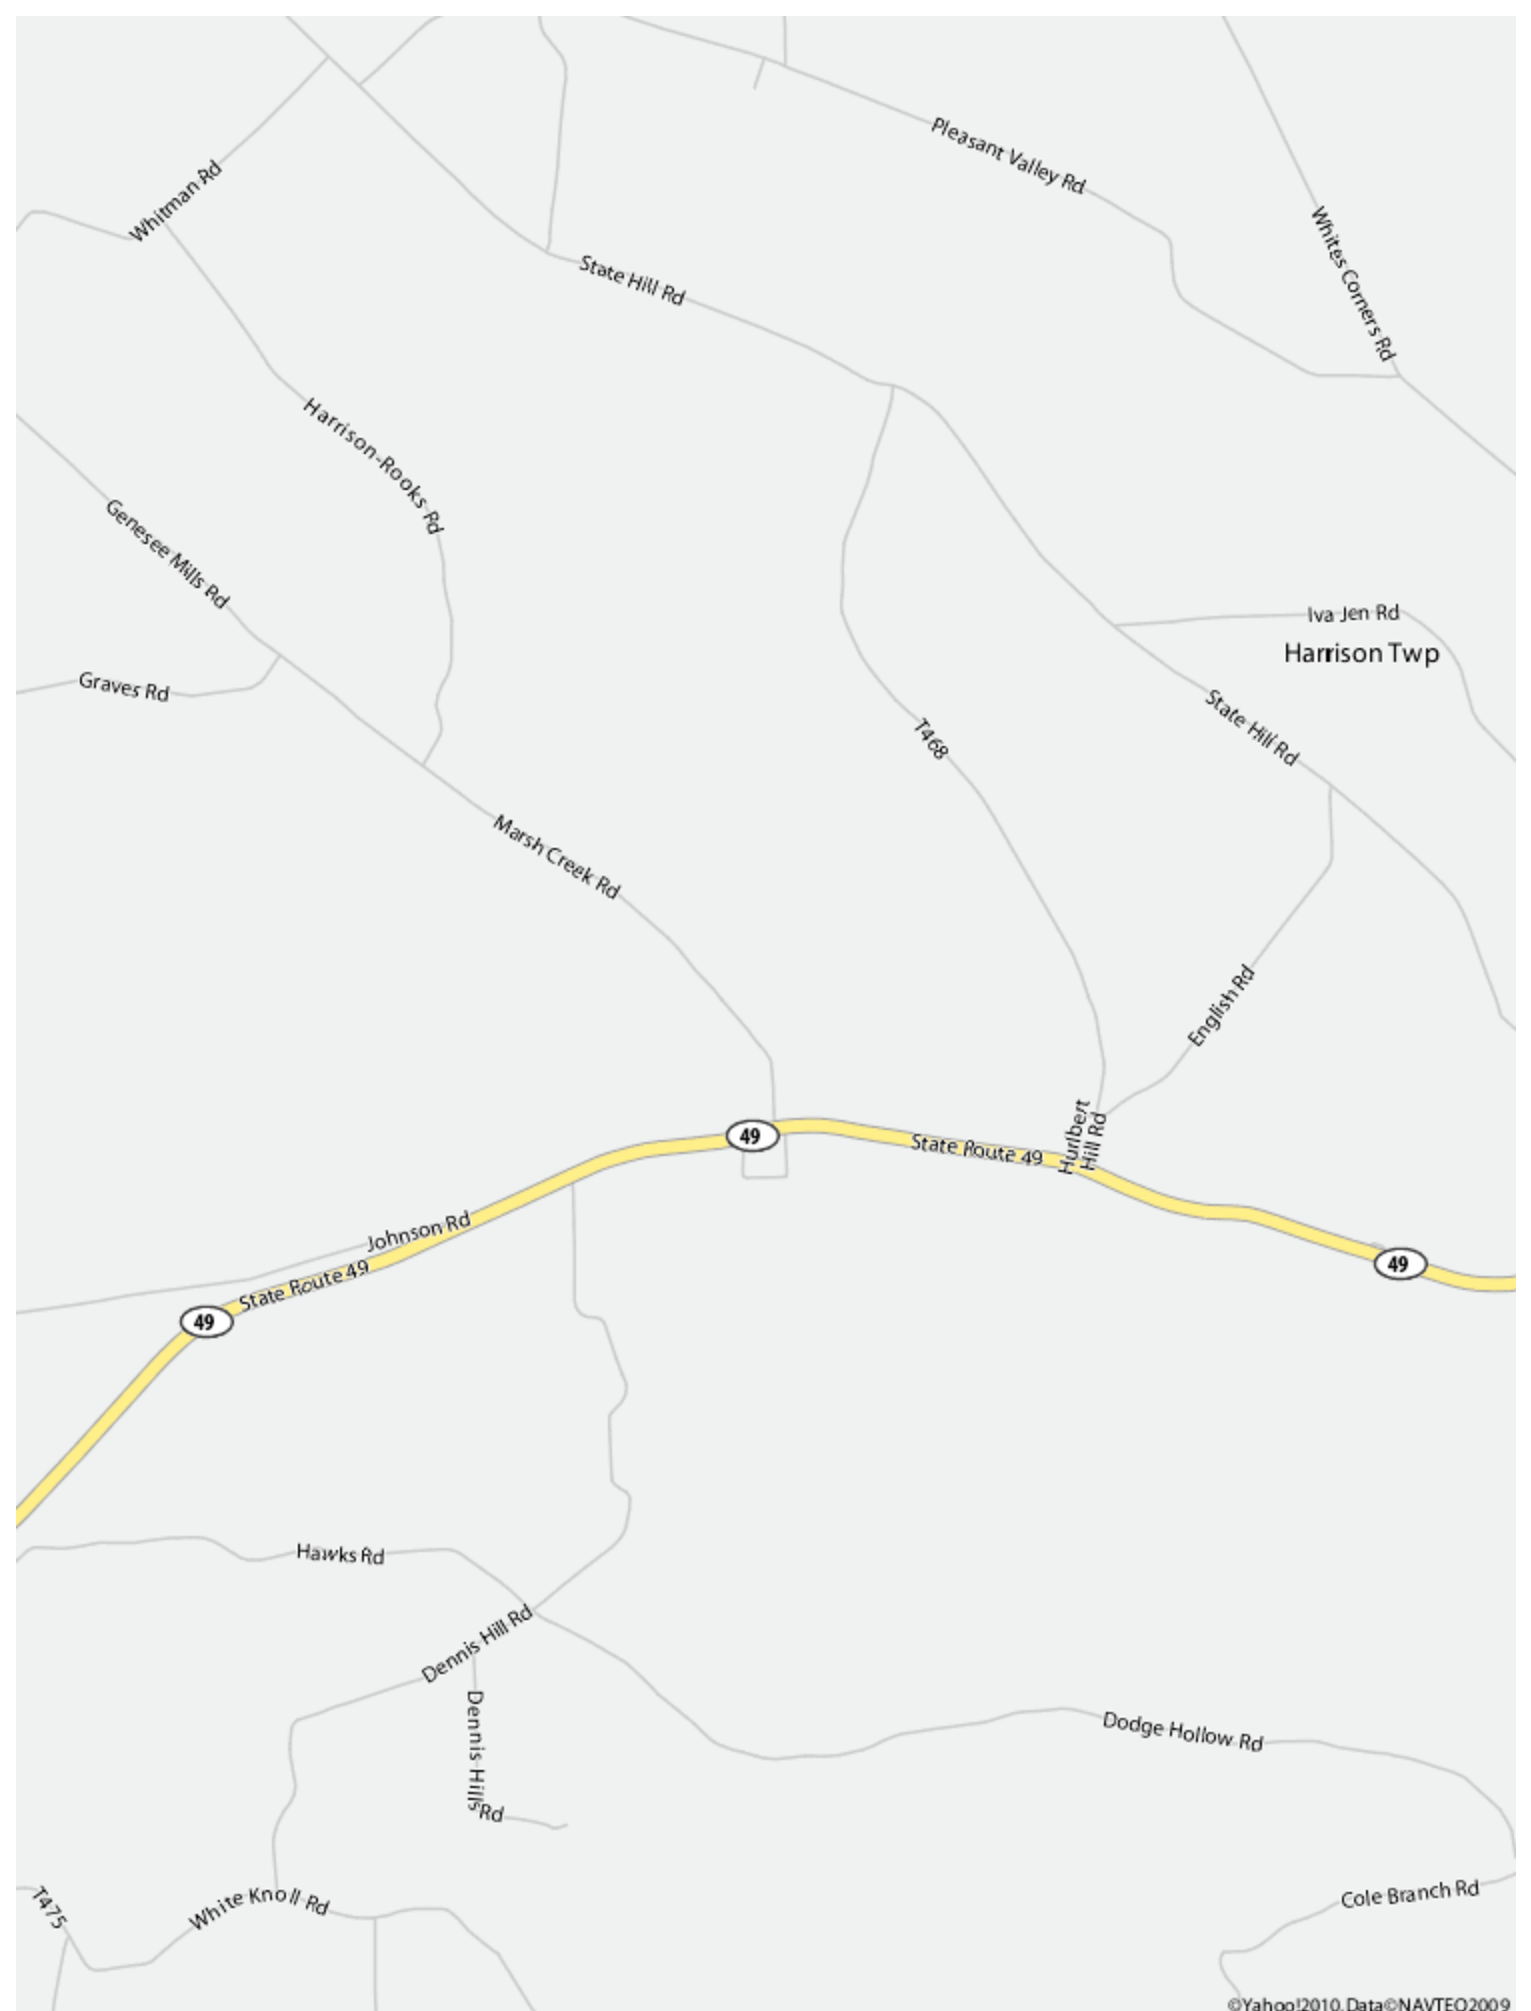 Pleasant Valley Rd
Whitman Rd
Whites Corners Rd
State Hill Rd
Harrison-Rooks Rd
Genesee Mills Rd
Iva Jen Rd
Harrison Twp
Graves Rd
State Hill Rd
T468
Marsh Creek Rd
English Rd
Hurlbert
Hill Rd
49
State Route 49
Johnson Rd
49
State Route 49
49
Hawks Rd
Dennis Hill Rd
Dennis Hills Rd
Dodge Hollow Rd
Cole Branch Rd
T475
White Knoll Rd
©Yahoo!2010, Data©NAVTEQ2009